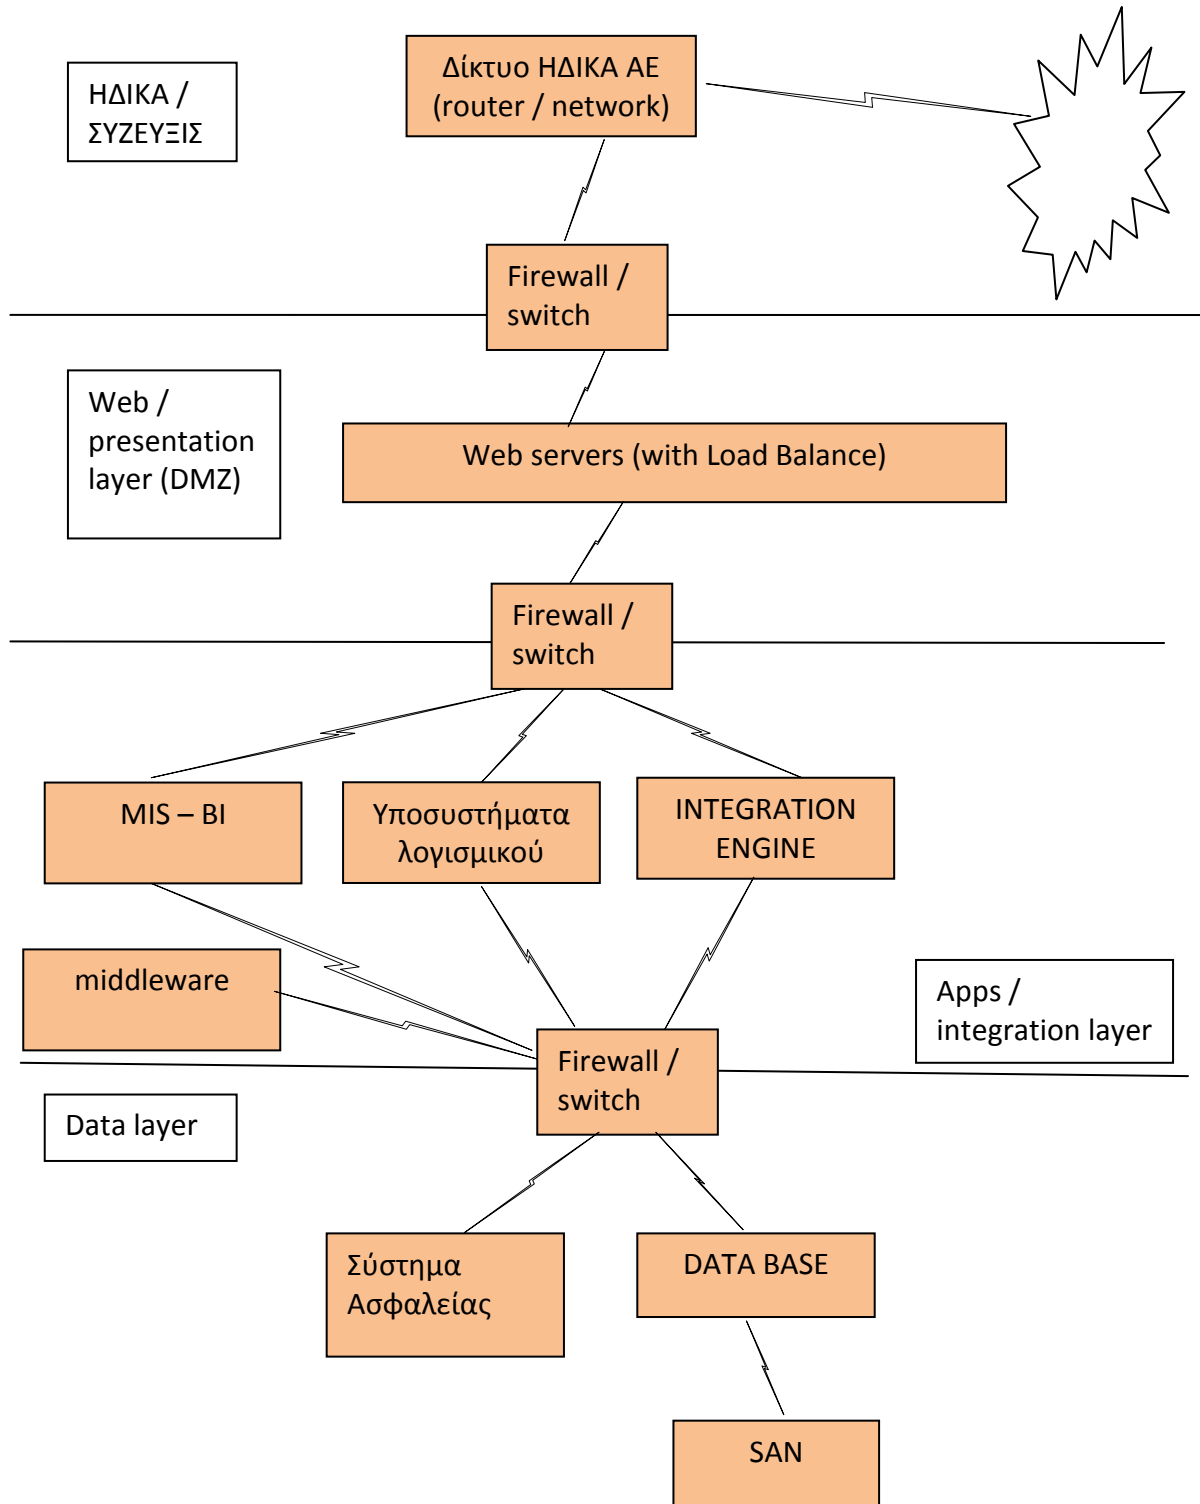 ΗΔΙΚΑ /
ΣΥΖΕΥΞΙΣ
Δίκτυο ΗΔΙΚΑ ΑΕ
(router / network)
Firewall /
switch
Web /
presentation
layer (DMZ)
Web servers (with Load Balance)
Firewall /
switch
MIS – BI
Υποσυστήματα
λογισμικού
INTEGRATION
ENGINE
middleware
Apps /
integration layer
Firewall /
switch
Data layer
Σύστημα
Ασφαλείας
DATA BASE
SAN